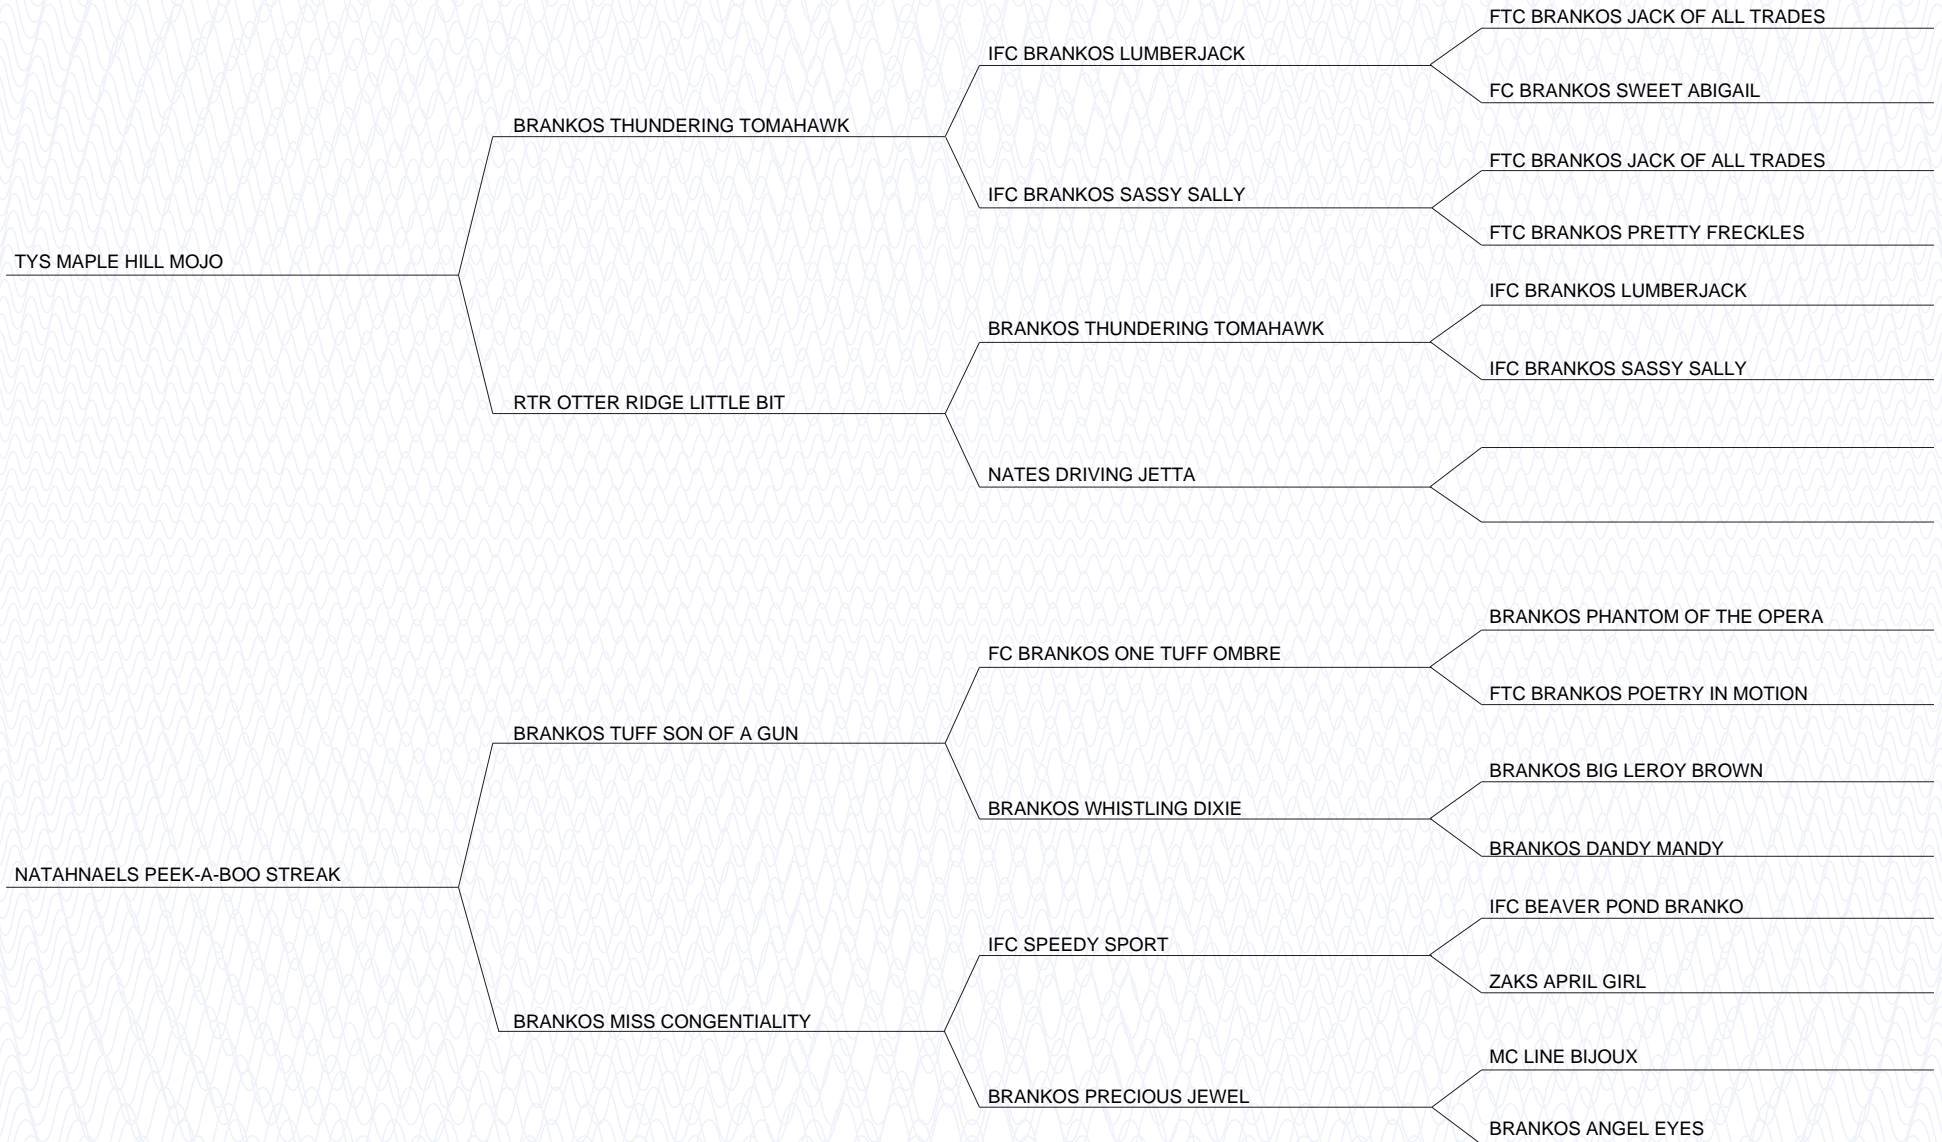 FTC BRANKOS JACK OF ALL TRADES
IFC BRANKOS LUMBERJACK
FC BRANKOS SWEET ABIGAIL
BRANKOS THUNDERING TOMAHAWK
FTC BRANKOS JACK OF ALL TRADES
IFC BRANKOS SASSY SALLY
FTC BRANKOS PRETTY FRECKLES
TYS MAPLE HILL MOJO
IFC BRANKOS LUMBERJACK
BRANKOS THUNDERING TOMAHAWK
IFC BRANKOS SASSY SALLY
RTR OTTER RIDGE LITTLE BIT
NATES DRIVING JETTA
BRANKOS PHANTOM OF THE OPERA
FC BRANKOS ONE TUFF OMBRE
FTC BRANKOS POETRY IN MOTION
BRANKOS TUFF SON OF A GUN
BRANKOS BIG LEROY BROWN
BRANKOS WHISTLING DIXIE
BRANKOS DANDY MANDY
NATAHNAELS PEEK-A-BOO STREAK
IFC BEAVER POND BRANKO
IFC SPEEDY SPORT
ZAKS APRIL GIRL
BRANKOS MISS CONGENTIALITY
MC LINE BIJOUX
BRANKOS PRECIOUS JEWEL
BRANKOS ANGEL EYES